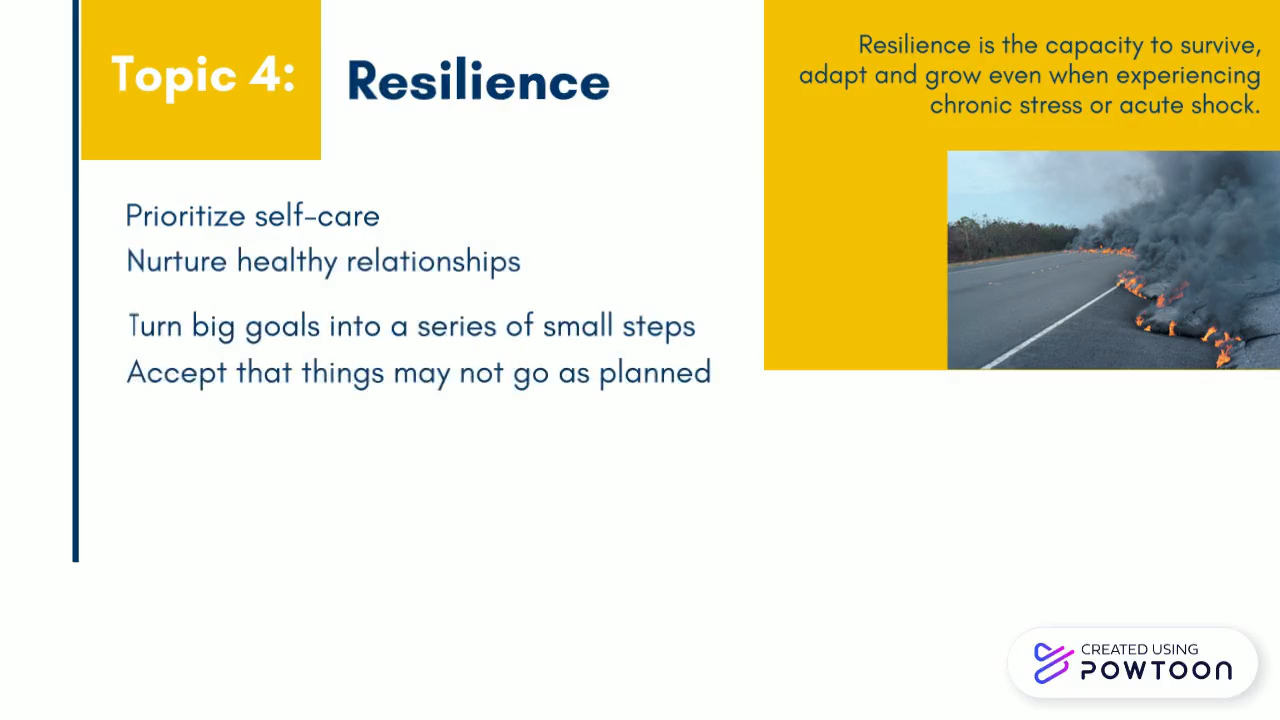 Topic 4:
Resilience
Resilience is the capacity to survive,
adapt and grow even when experiencing
chronic stress or acute shock.
Prioritize self-care
Nurture healthy relationships
Turn big goals into a series of small steps
Accept that things may not go as planned
CREATED USING
POWTOON